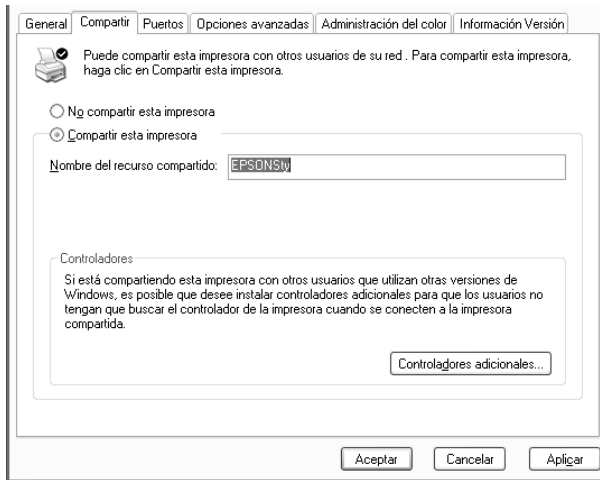 General Compartir Puertos Opciones avanzadas Administración del color Información Versión
Puede compartir esta impresora con otros usuarios de su red . Para compartir esta impresora,
haga clic en Compartir esta impresora.
No compartir esta impresora
Compartir esta impresora
Nombre del recurso compartido: EPSONSty
Controladores
Si está compartiendo esta impresora con otros usuarios que utilizan otras versiones de
Windows, es posible que desee instalar controladores adicionales para que los usuarios no
tengan que buscar el controlador de la impresora cuando se conecten a la impresora
compartida.
Controladores adicionales...
Aceptar Cancelar Aplicar